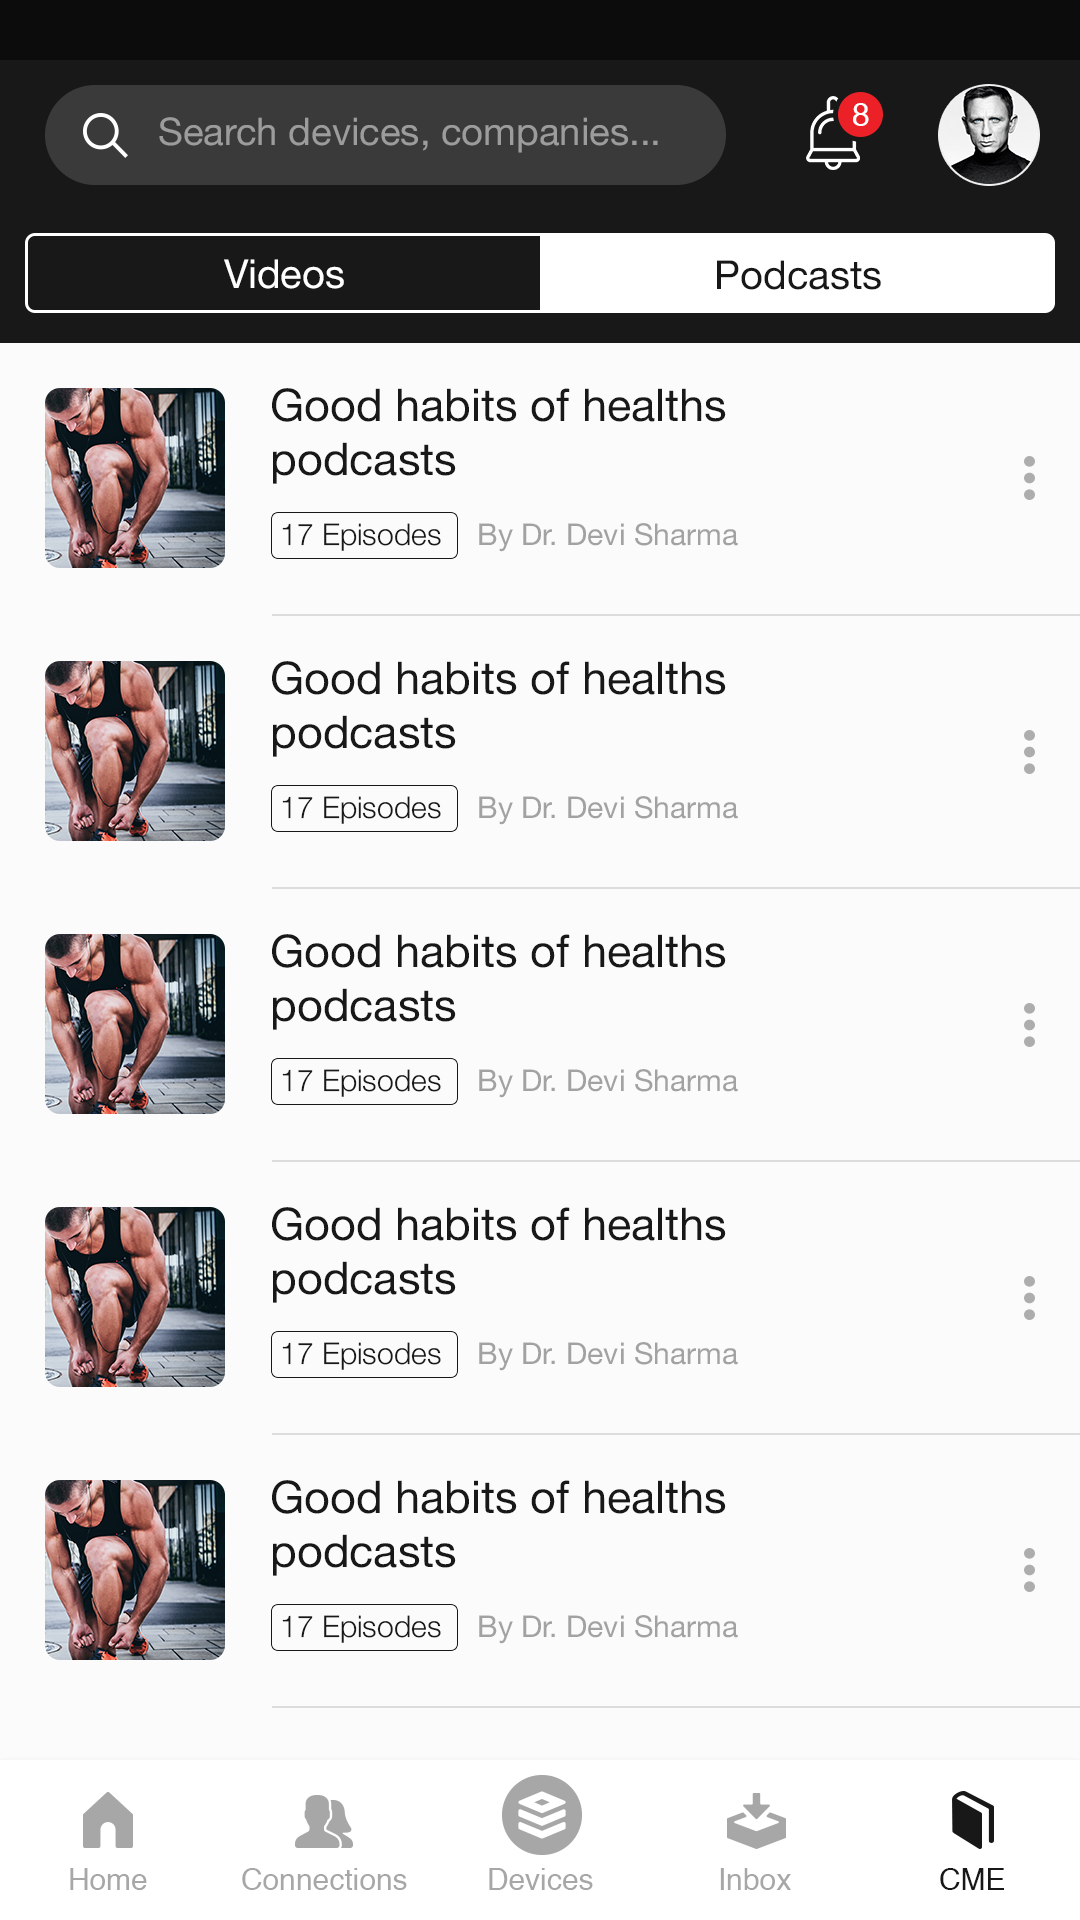 Search devices, companies...
8
Videos
Podcasts
Good habits of healths
podcasts
17 Episodes
By Dr. Devi Sharma
Good habits of healths
podcasts
17 Episodes
By Dr. Devi Sharma
Good habits of healths
podcasts
17 Episodes
By Dr. Devi Sharma
Good habits of healths
podcasts
17 Episodes
By Dr. Devi Sharma
Good habits of healths
podcasts
17 Episodes
By Dr. Devi Sharma
Home
Connections
Devices
Inbox
CME